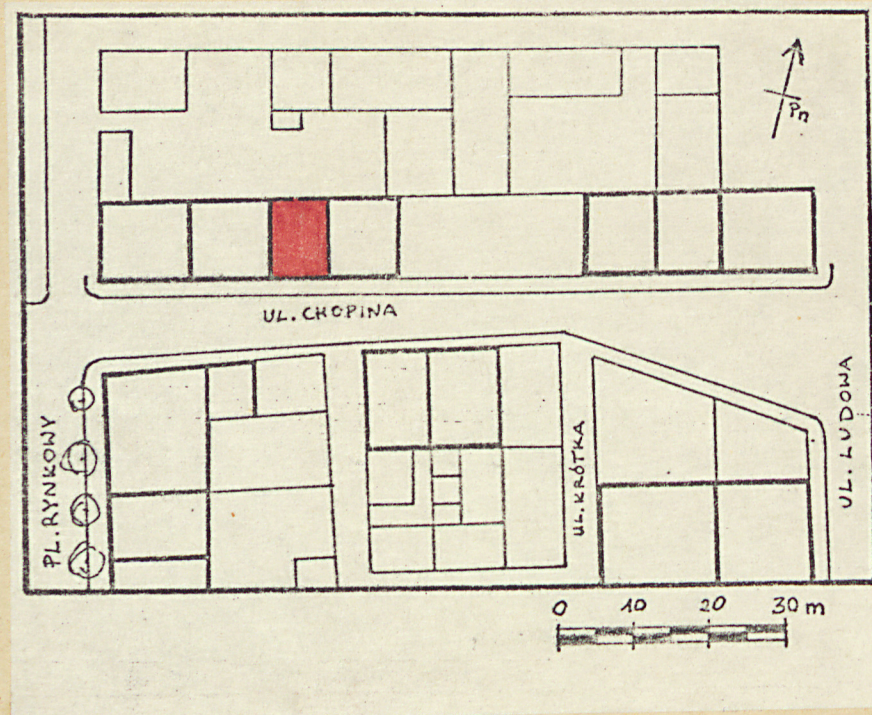 Pn
UL. CHOPINA
PL. RYNKOWY
UL. KRÓTKA
UL. LUDOWA
0 10 20 30 m